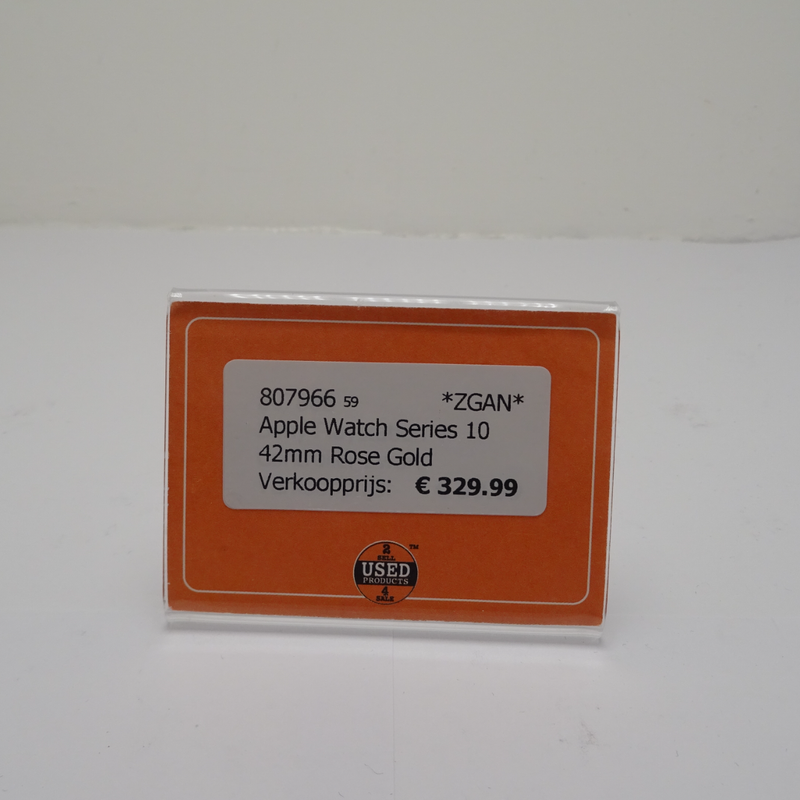 807966 59 *ZGAN*
Apple Watch Series 10
42mm Rose Gold
Verkoopprijs: € 329.99
2
SELL
USED
PRODUCTS
4
SALE
TM